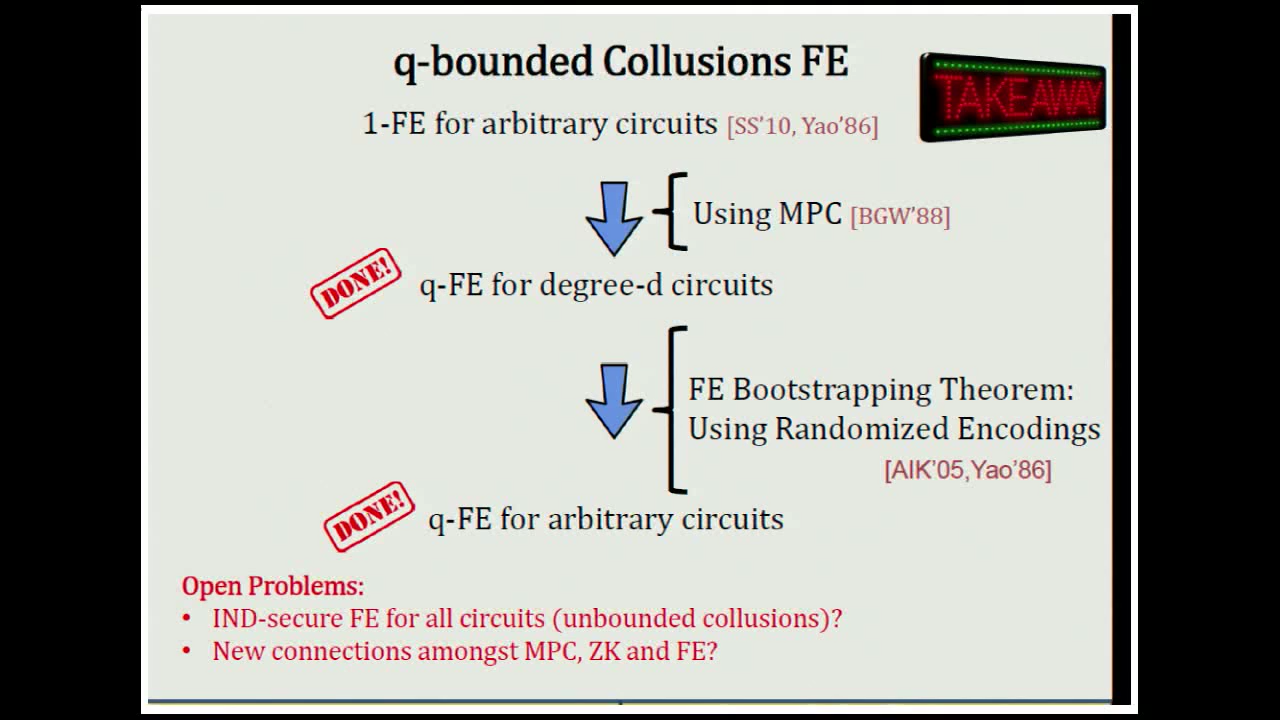 q-bounded Collusions FE
TAKEAWAY
1-FE for arbitrary circuits [SS'10, Yao'86]
Using MPC [BGW'88]
DONE!
q-FE for degree-d circuits
FE Bootstrapping Theorem:
Using Randomized Encodings
[AIK'05,Yao'86]
DONE!
q-FE for arbitrary circuits
Open Problems:
• IND-secure FE for all circuits (unbounded collusions)?
• New connections amongst MPC, ZK and FE?